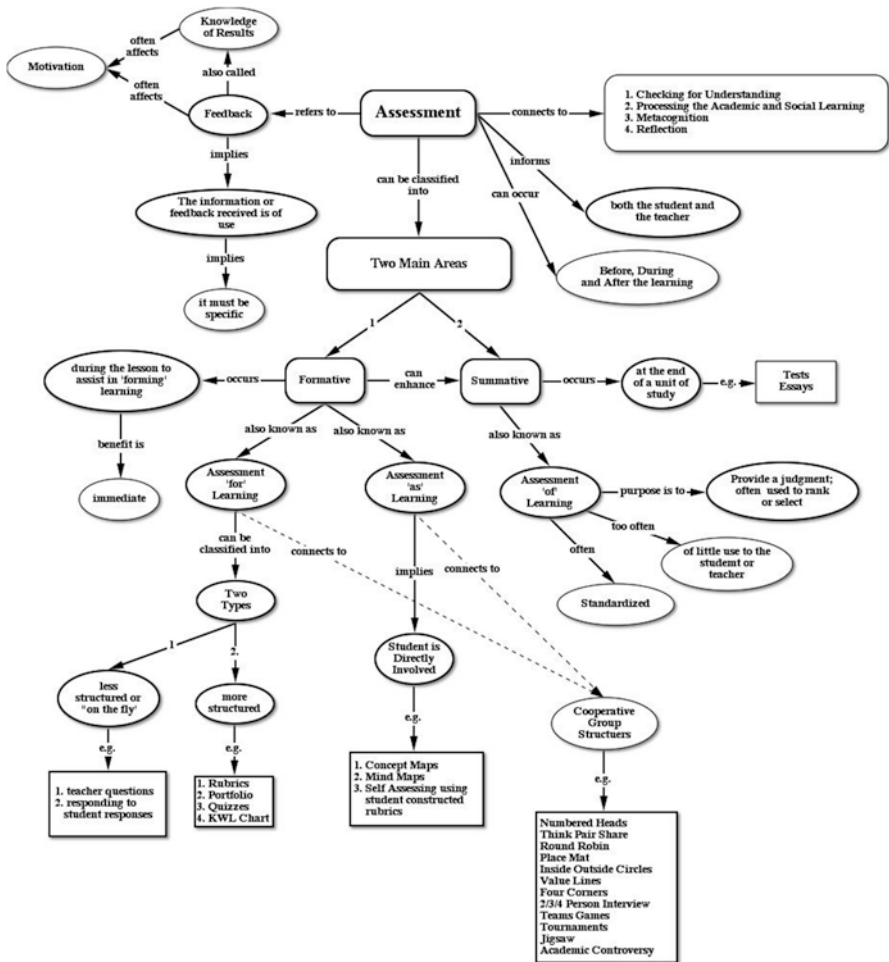 Knowledge
of Results
often
affects
Motivation
also called
often
affects
Feedback
refers to
Assessment
connects to
1. Checking for Understanding
2. Processing the Academic and Social Learning
3. Metacognition
4. Reflection
implies
can be classified
into
informs
can occur
The information or
feedback received is of
use
both the student and
the teacher
implies
Two Main Areas
Before, During
and After the learning
it must be
specific
1
2
during the lesson to
assist in 'forming'
learning
occurs
Formative
can
enhance
Summative
occurs
at the end
of a unit of
study
e.g.
Tests
Essays
benefit is
also known as
also known as
also known as
immediate
Assessment
'for'
Learning
Assessment
'as'
Learning
Assessment
'of'
Learning
purpose is to
Provide a judgment;
often used to rank
or select
too often
can be
classified into
connects to
implies
connects to
often
of little use to the
studemt or
teacher
Standardized
Two
Types
1
2.
Student is
Directly
Involved
less
structured or
"on the fly'
more
structured
Cooperative
Group
Structuers
e.g.
e.g.
e.g.
e.g.
1. teacher questions
2. responding to
student responses
1. Rubrics
2. Portfolio
3. Quizzes
4. KWL Chart
1. Concept Maps
2. Mind Maps
3. Self Assessing using
student constructed
rubrics
Numbered Heads
Think Pair Share
Round Robin
Place Mat
Inside Outside Circles
Value Lines
Four Corners
2/3/4 Person Interview
Teams Games
Tournaments
Jigsaw
Academic Controversy